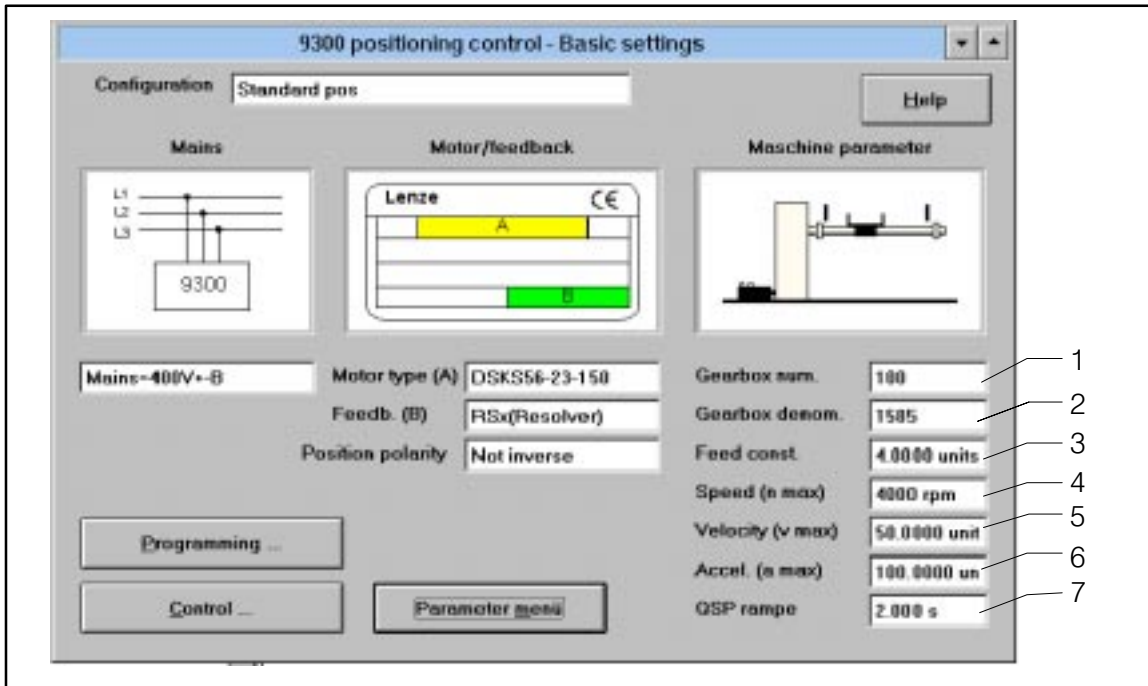 9300 positioning control - Basic settings
Configuration Standard pos
Help
Mains Motor/feedback Maschine parameter
L1
L2
L3
9300
Lenze CE
A
B
Mains=400V+-B Motor type (A) DSKS56-23-150 Gearbox num. 100 1
Feedb. (B) RSx(Resolver) Gearbox denom. 1585 2
Position polarity Not inverse Feed const. 4.0000 units 3
Speed (n max) 4000 rpm 4
Velocity (v max) 50.0000 unit 5
Programming ...
Accel. (a max) 100.0000 un 6
Control ... Parameter menü QSP rampe 2.000 s 7